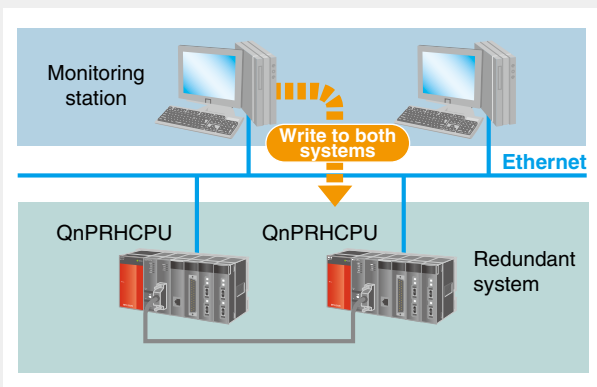 Monitoring
station
Write to both
systems
Ethernet
QnPRHCPU
QnPRHCPU
Redundant
system